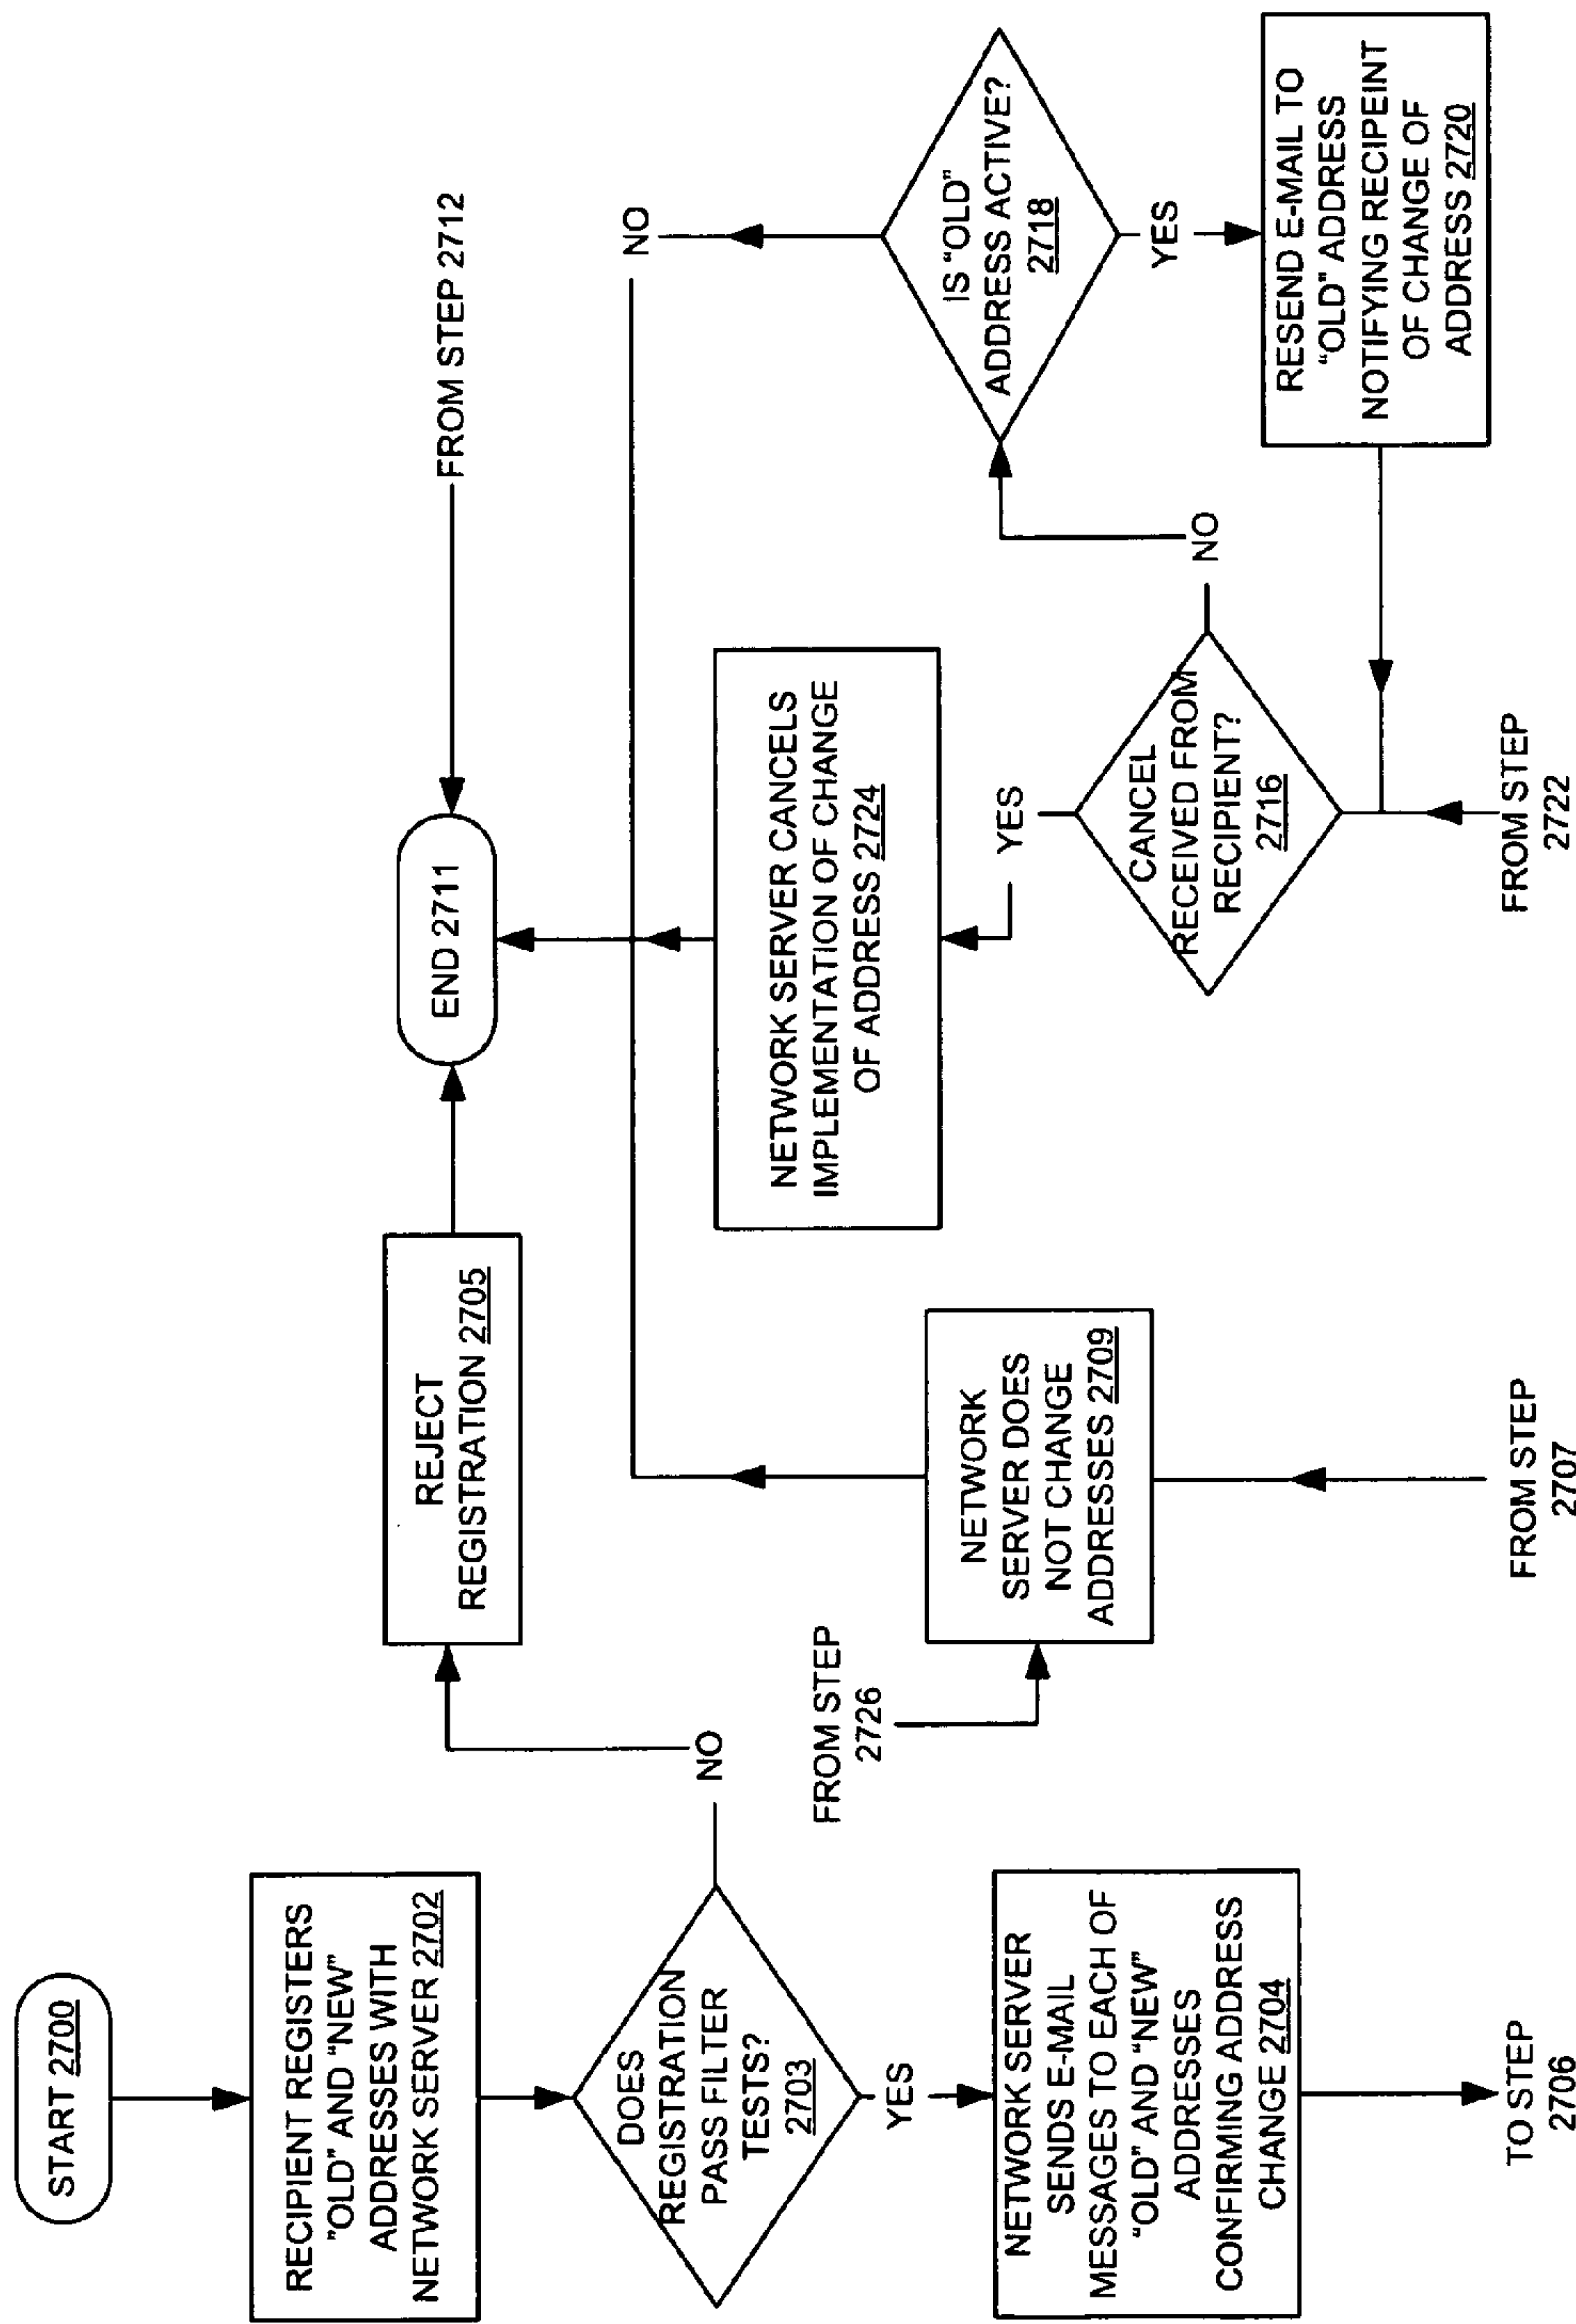 START 2700
RECIPIENT REGISTERS
"OLD" AND "NEW"
ADDRESSES WITH
NETWORK SERVER 2702
DOES
REGISTRATION
PASS FILTER
TESTS?
2703
NO
YES
NETWORK SERVER
SENDS E-MAIL
MESSAGES TO EACH OF
"OLD" AND "NEW"
ADDRESSES
CONFIRMING ADDRESS
CHANGE 2704
TO STEP
2706
REJECT
REGISTRATION 2705
END 2711
FROM STEP 2712
FROM STEP
2726
NETWORK
SERVER DOES
NOT CHANGE
ADDRESSES 2709
FROM STEP
2707
NETWORK SERVER CANCELS
IMPLEMENTATION OF CHANGE
OF ADDRESS 2724
YES
CANCEL
RECEIVED FROM
RECIPIENT?
2716
NO
FROM STEP
2722
NO
IS "OLD"
ADDRESS ACTIVE?
2718
YES
RESEND E-MAIL TO
"OLD" ADDRESS
NOTIFYING RECIPEINT
OF CHANGE OF
ADDRESS 2720